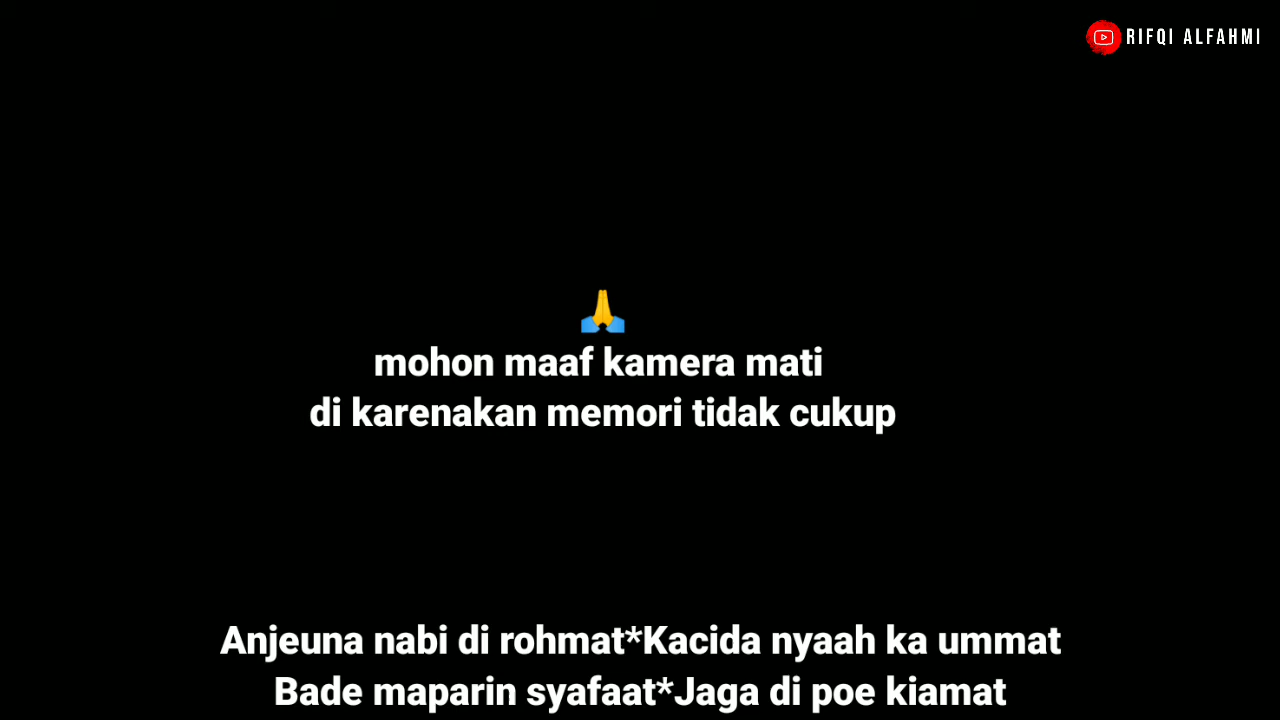 RIFQI ALFAHMI
🙏
mohon maaf kamera mati
di karenakan memori tidak cukup
Anjeuna nabi di rohmat*Kacida nyaah ka ummat
Bade maparin syafaat*Jaga di poe kiamat